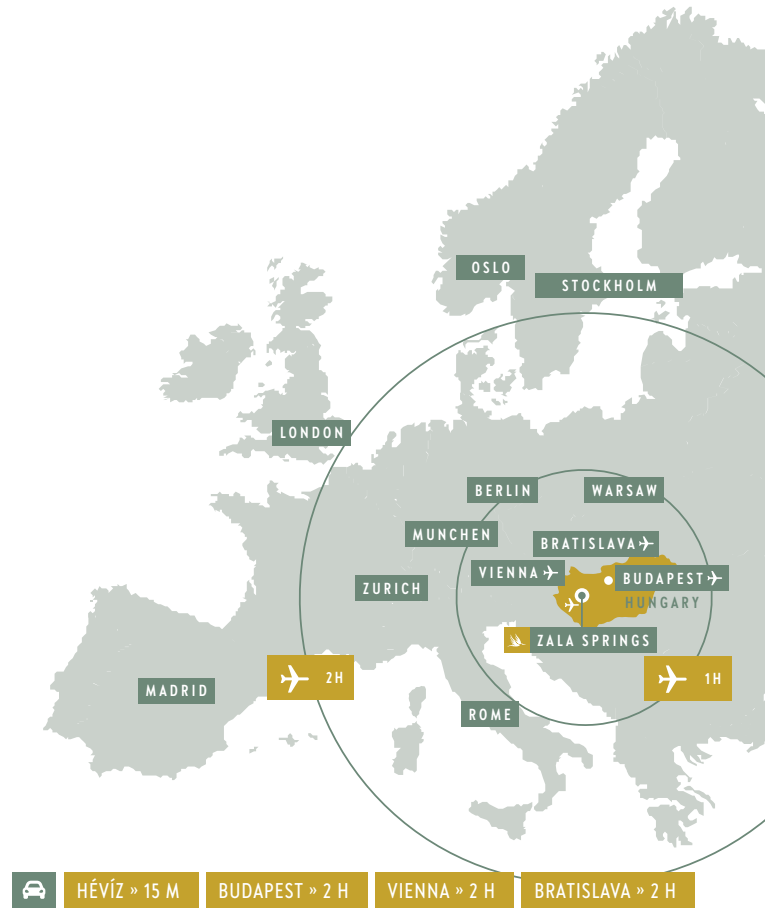 OSLO
STOCKHOLM
LONDON
BERLIN
WARSAW
MUNCHEN
BRATISLAVA
VIENNA
BUDAPEST
ZURICH
HUNGARY
ZALA SPRINGS
2H
1H
MADRID
ROME
HÉVÍZ » 15 M
BUDAPEST » 2 H
VIENNA » 2 H
BRATISLAVA » 2 H